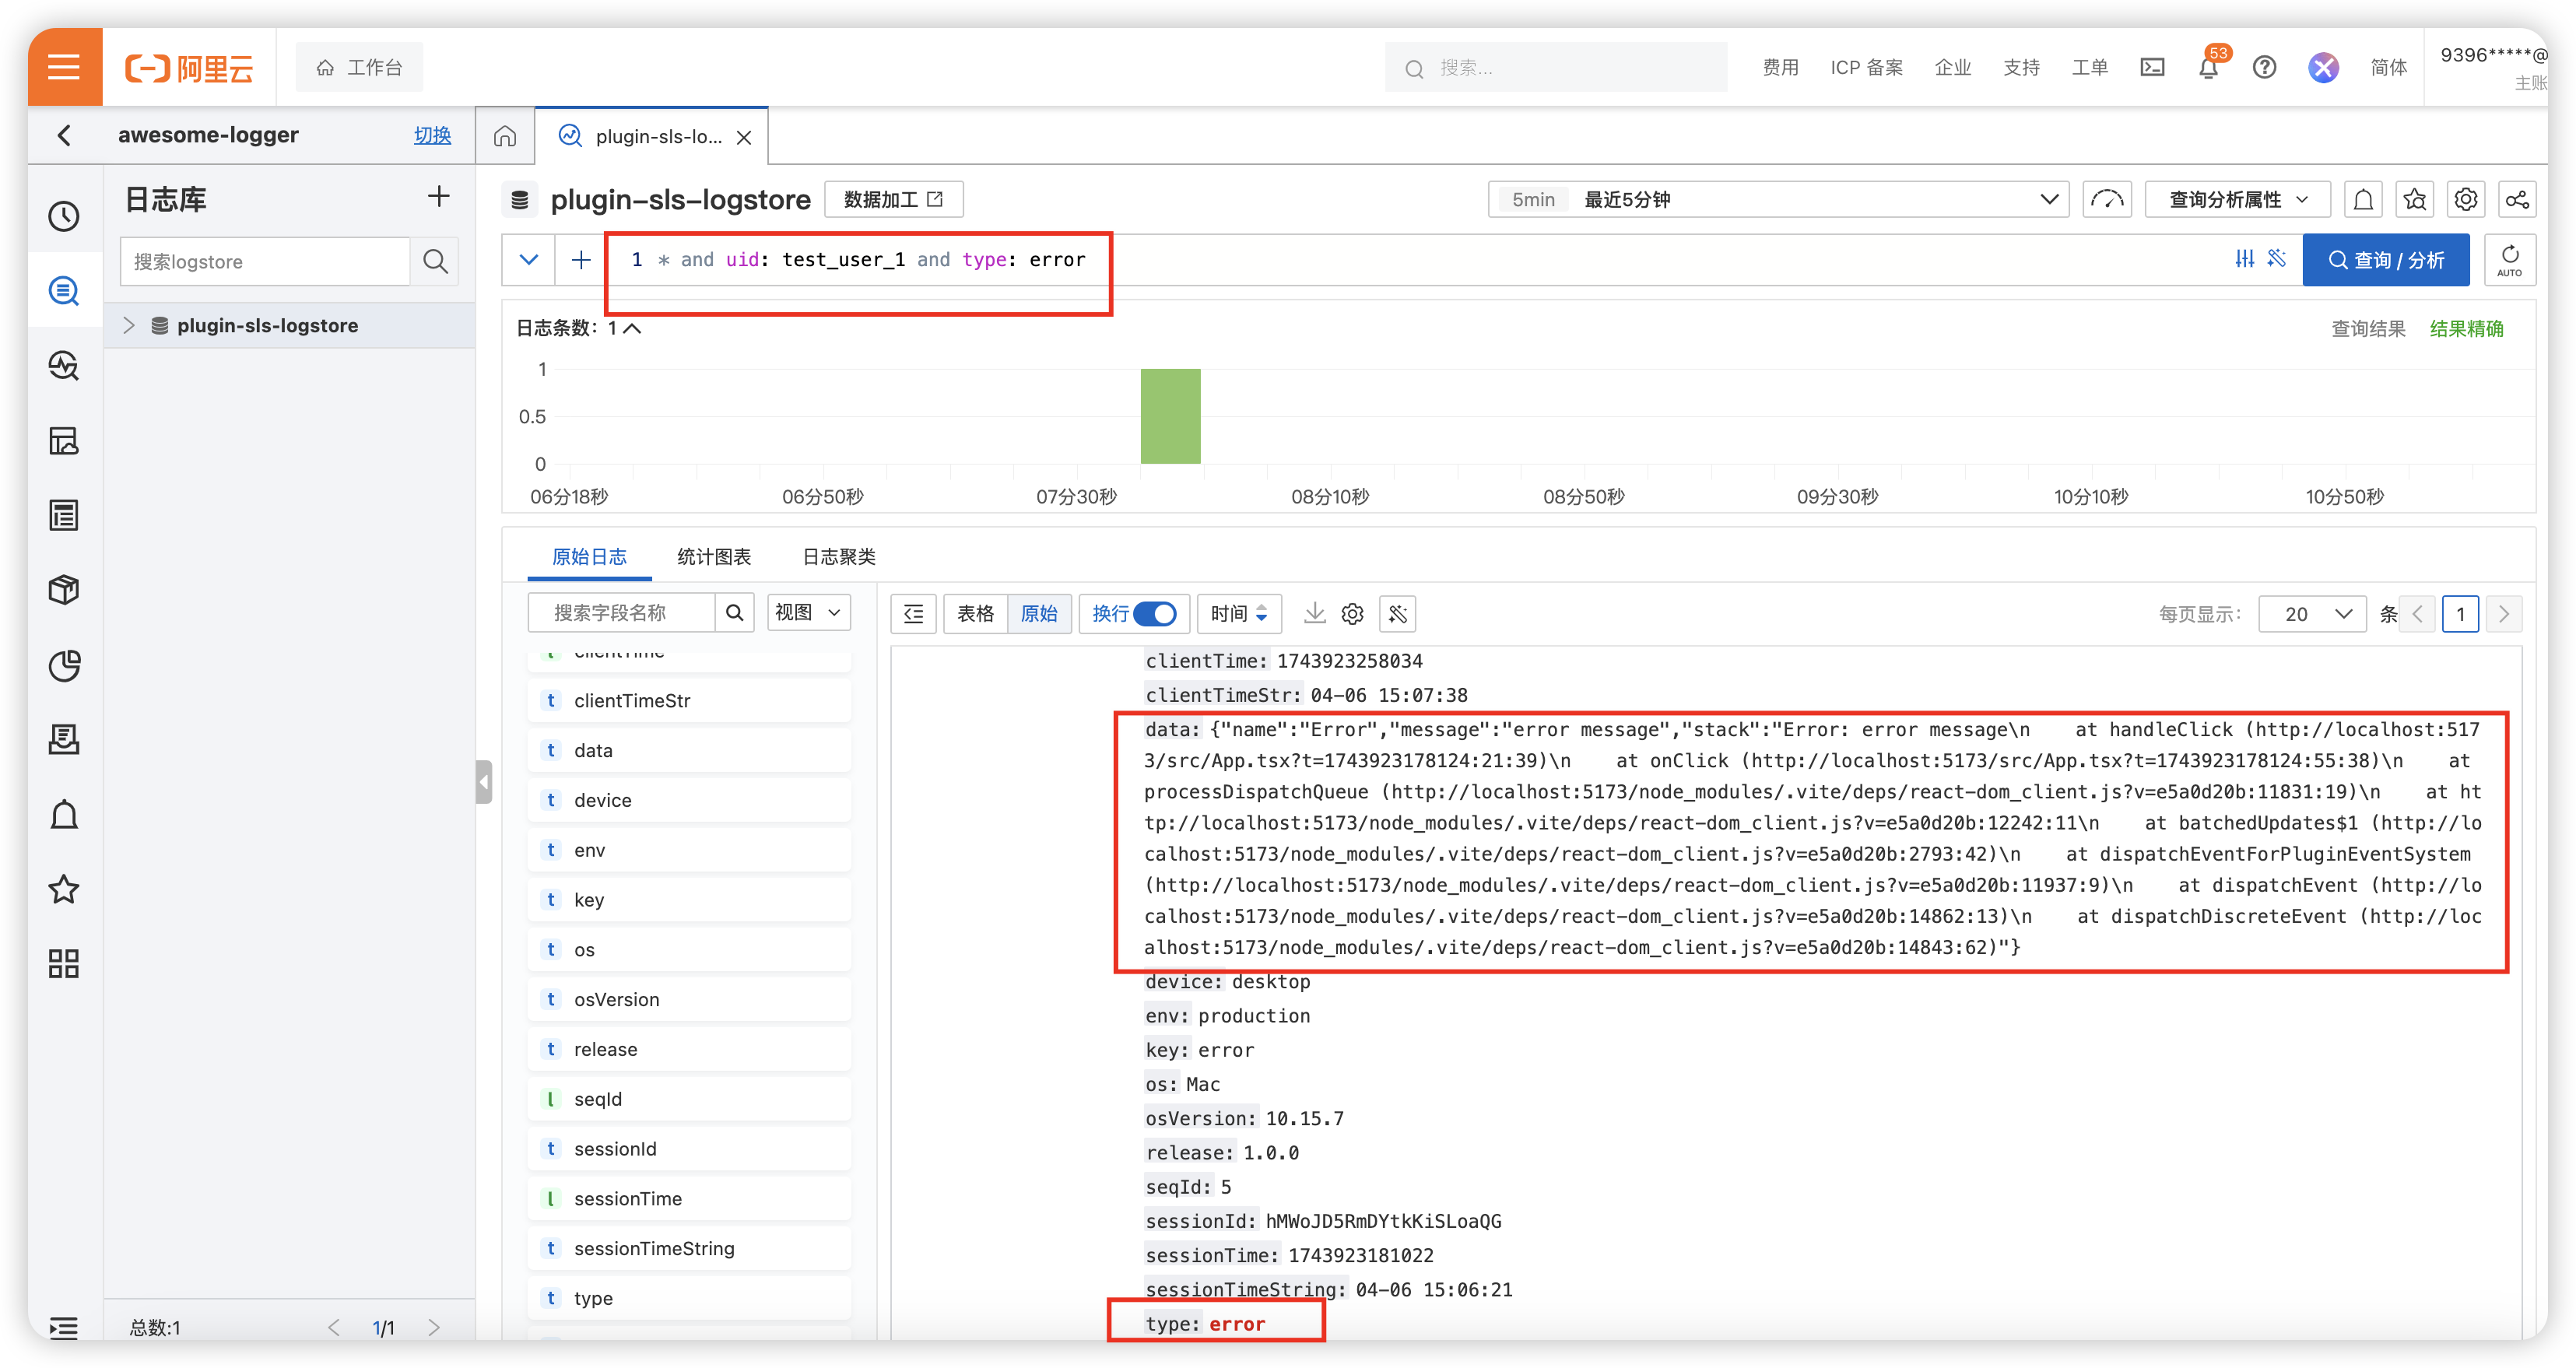 阿里云
工作台
搜索...
费用
ICP 备案
企业
支持
工单
53
简体
9396*****@
主账
awesome-logger
切换
plugin-sls-lo...
日志库
搜索logstore
plugin-sls-logstore
总数:1
1/1
plugin-sls-logstore
数据加工
5min 最近5分钟
查询分析属性
1 * and uid: test_user_1 and type: error
查询 / 分析
AUTO
日志条数: 1
查询结果 结果精确
1
0.5
0
06分18秒 06分50秒 07分30秒 08分10秒 08分50秒 09分30秒 10分10秒 10分50秒
原始日志 统计图表 日志聚类
搜索字段名称
视图
表格 原始
换行
时间
每页显示: 20 条 1
l clientTime
t clientTimeStr
t data
t device
t env
t key
t os
t osVersion
t release
l seqId
t sessionId
l sessionTime
t sessionTimeString
t type
clientTime: 1743923258034
clientTimeStr: 04-06 15:07:38
data: {"name":"Error","message":"error message","stack":"Error: error message\n    at handleClick (http://localhost:517
3/src/App.tsx?t=1743923178124:21:39)\n    at onClick (http://localhost:5173/src/App.tsx?t=1743923178124:55:38)\n    at
processDispatchQueue (http://localhost:5173/node_modules/.vite/deps/react-dom_client.js?v=e5a0d20b:11831:19)\n    at ht
tp://localhost:5173/node_modules/.vite/deps/react-dom_client.js?v=e5a0d20b:12242:11\n    at batchedUpdates$1 (http://lo
calhost:5173/node_modules/.vite/deps/react-dom_client.js?v=e5a0d20b:2793:42)\n    at dispatchEventForPluginEventSystem
(http://localhost:5173/node_modules/.vite/deps/react-dom_client.js?v=e5a0d20b:11937:9)\n    at dispatchEvent (http://lo
calhost:5173/node_modules/.vite/deps/react-dom_client.js?v=e5a0d20b:14862:13)\n    at dispatchDiscreteEvent (http://loc
alhost:5173/node_modules/.vite/deps/react-dom_client.js?v=e5a0d20b:14843:62)"}
device: desktop
env: production
key: error
os: Mac
osVersion: 10.15.7
release: 1.0.0
seqId: 5
sessionId: hMWoJD5RmDYtkKiSLoaQG
sessionTime: 1743923181022
sessionTimeString: 04-06 15:06:21
type: error